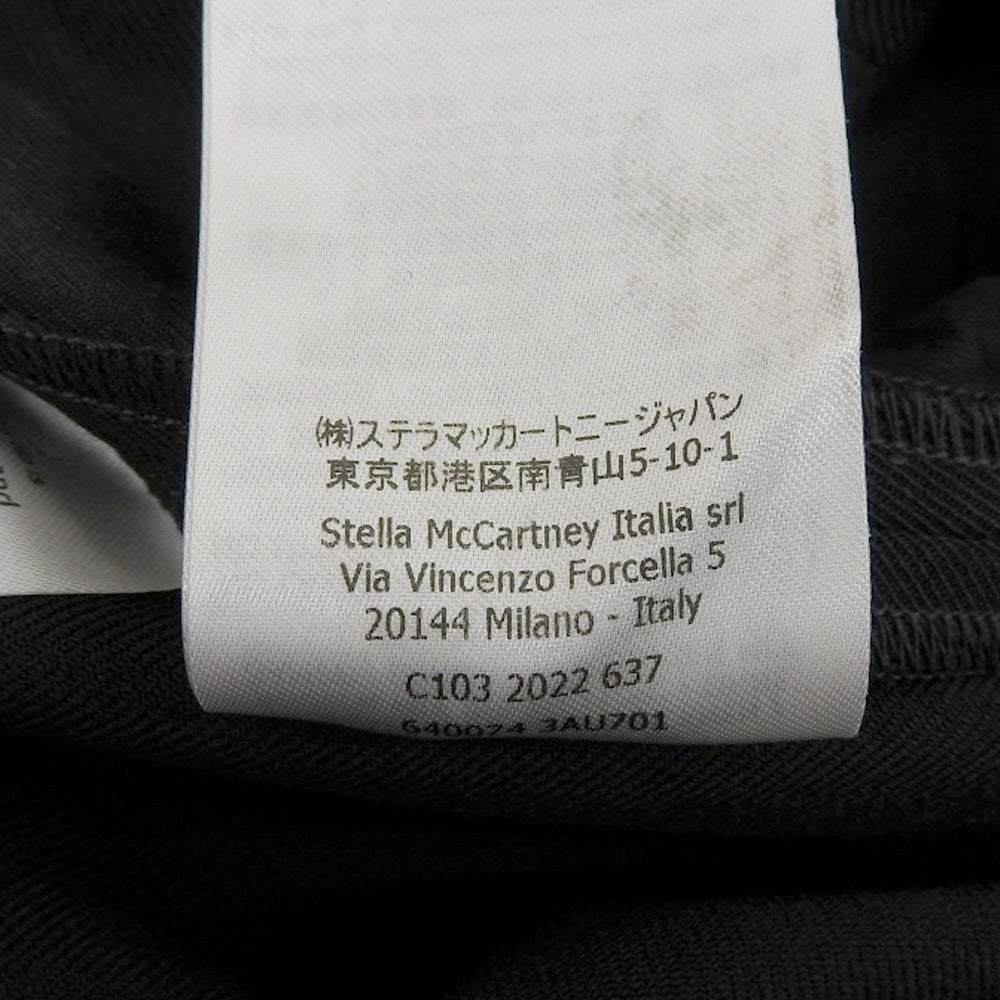 ㈱ステラマッカートニージャパン
東京都港区南青山5-10-1
Stella McCartney Italia srl
Via Vincenzo Forcella 5
20144 Milano - Italy
C103 2022 637
640074 3AU701